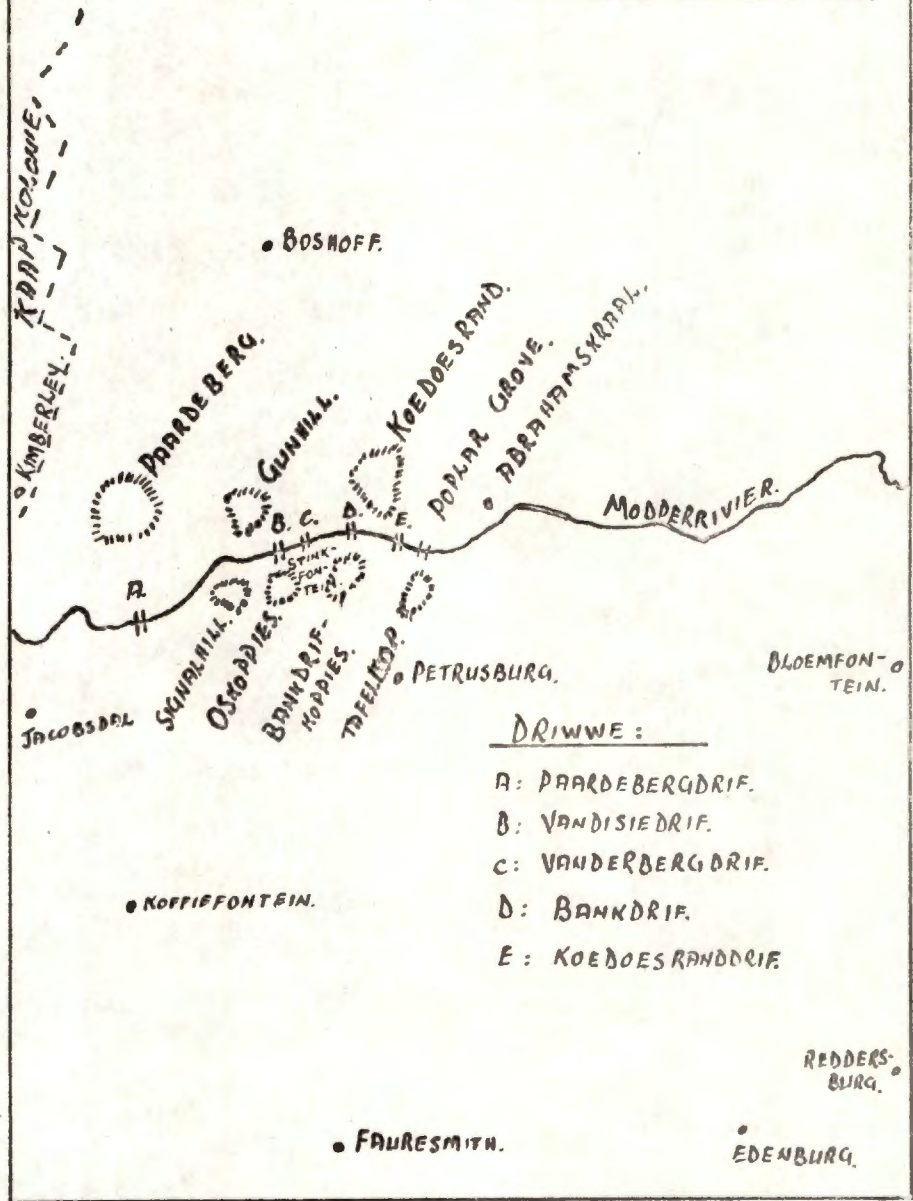 KAAP, KOLONIE.
KIMBERLEY.
BOSHOFF.
PAARDEBERG.
GUNHILL.
KOEDOESRAND.
POPLAR GROVE.
ABRAHAMSKRAAL.
MODDERRIVIER.
A.
B.
C.
D.
E.
STINK-
FON-
TEIN
SIGNALHILL.
OSKOPPIES.
BANKDRIF-
KOPPIES.
TAFELKOP.
PETRUSBURG.
BLOEMFON-
TEIN.
JACOBSDAL
DRIWWE:
A: PAARDEBERGDRIF.
B: VANDISIEDRIF.
C: VANDERBERGDRIF.
D: BANKDRIF.
E: KOEDOESRANDDRIF.
KOFFIEFONTEIN.
REDDERS-
BURG.
FAURESMITH.
EDENBURG.